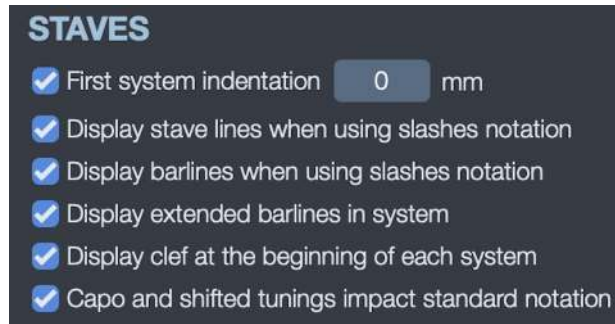 STAVES
First system indentation 0 mm
Display stave lines when using slashes notation
Display barlines when using slashes notation
Display extended barlines in system
Display clef at the beginning of each system
Capo and shifted tunings impact standard notation